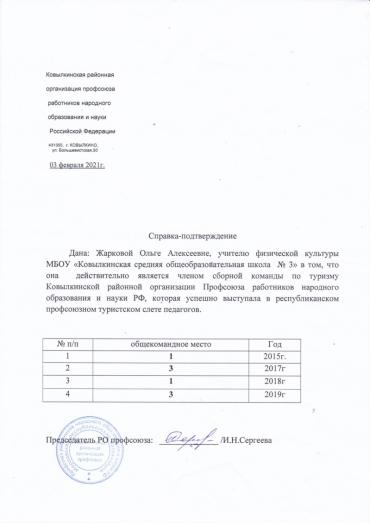 Ковылкинская районная
организация профсоюза
работников народного
образования и науки
Российской Федерации
431350, г. КОВЫЛКИНО,
ул. Большевистская,30
03 февраля 2021г.
Справка-подтверждение
Дана: Жарковой Ольге Алексеевне, учителю физической культуры
МБОУ «Ковылкинская средняя общеобразовательная школа № 3» в том, что
она действительно является членом сборной команды по туризму
Ковылкинской районной организации Профсоюза работников народного
образования и науки РФ, которая успешно выступала в республиканском
профсоюзном туристском слете педагогов.
№ п/п общекомандное место Год
1 1 2015г.
2 3 2017г
3 1 2018г
4 3 2019г
Председатель РО профсоюза: /И.Н.Сергеева
районная
организация
профсоюза